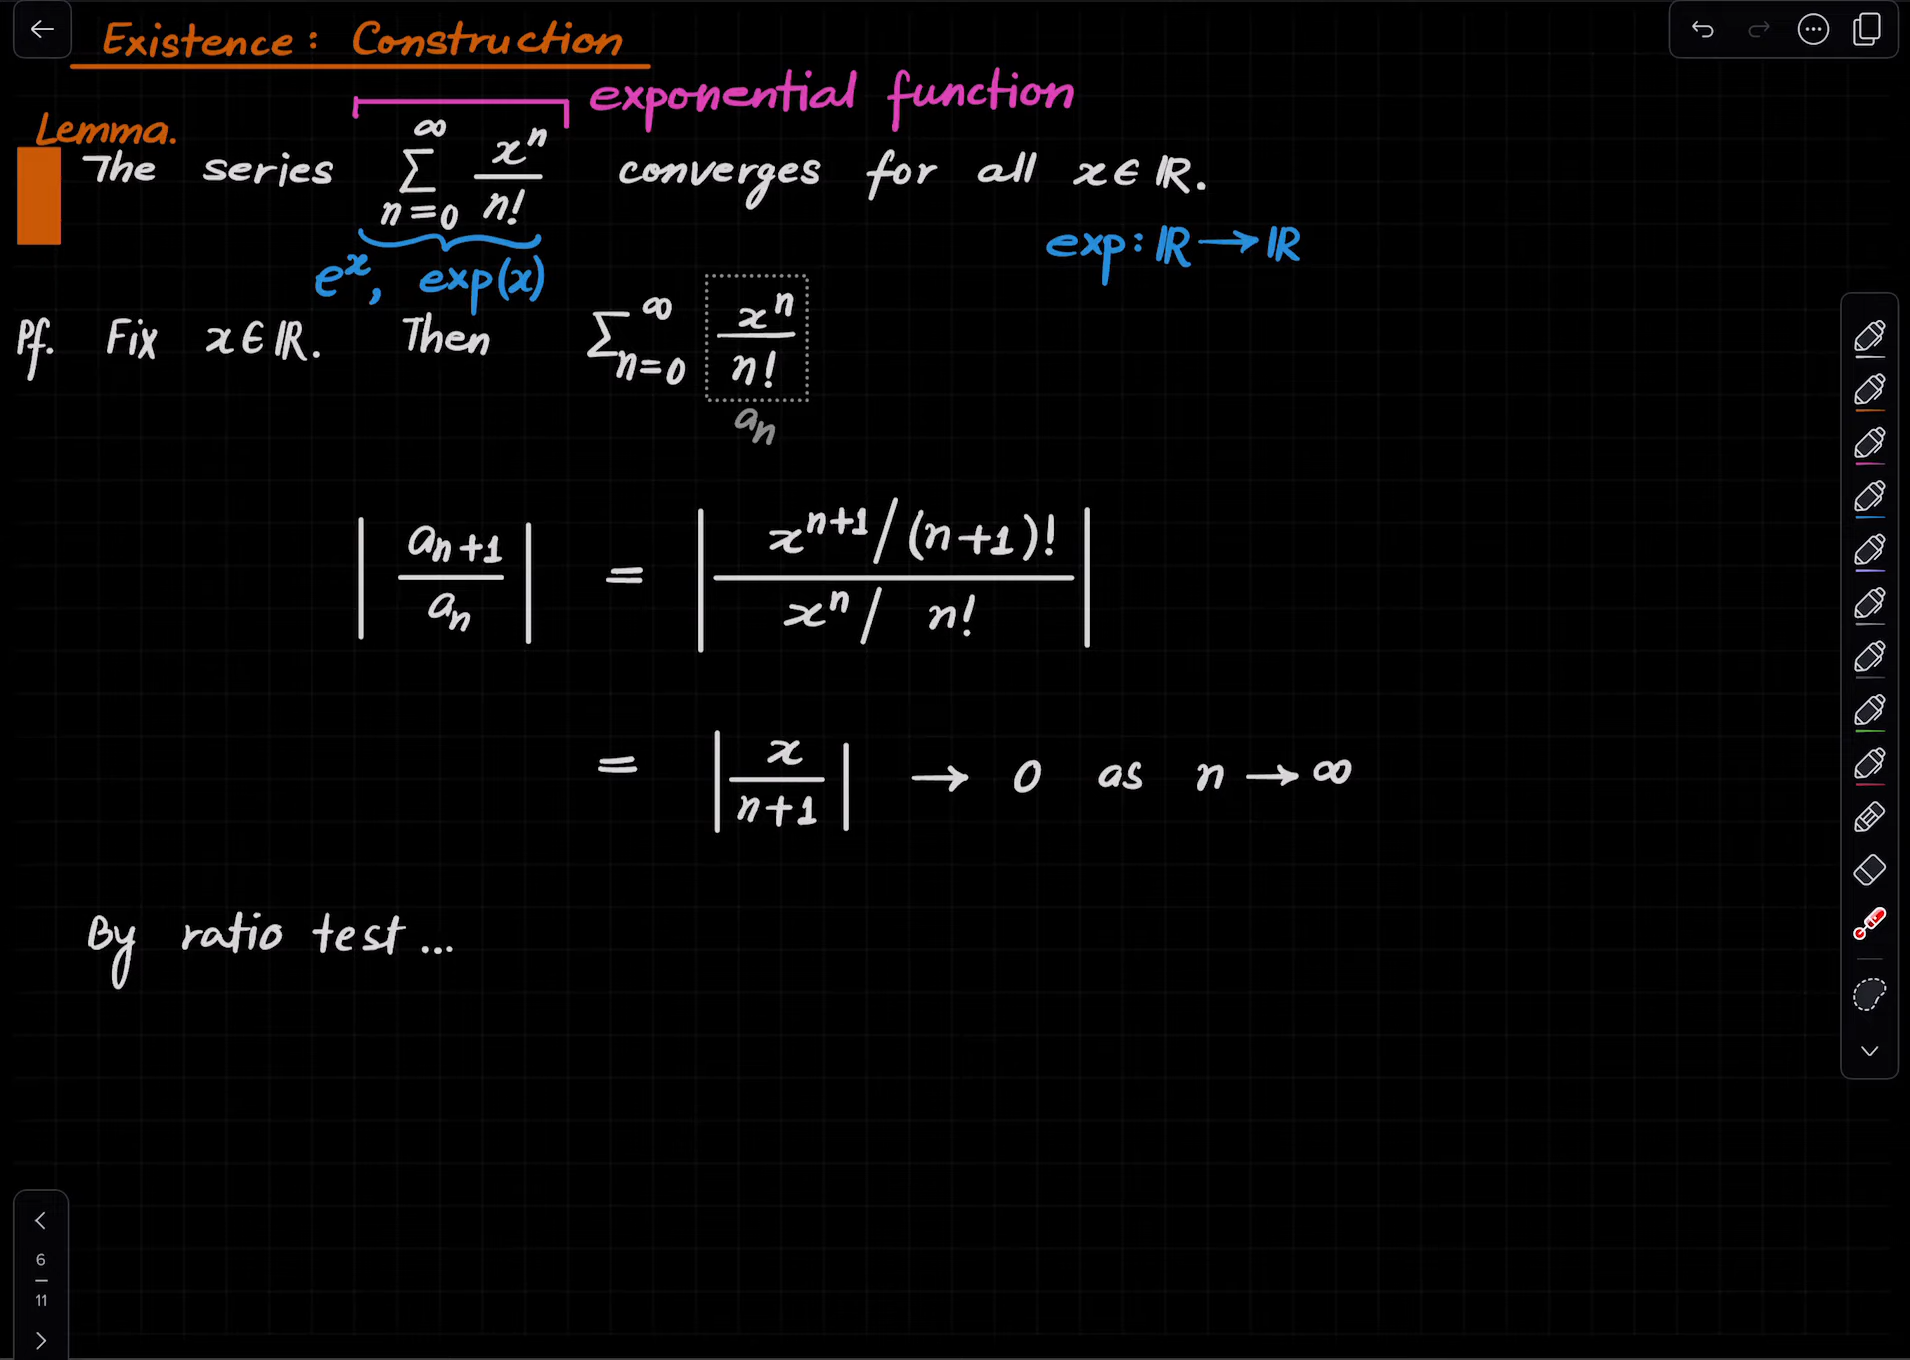 Existence: Construction
exponential function
Lemma.
The series ∑_{n=0}^{∞} x^n/n! converges for all x∈ℝ.
e^x, exp(x)
exp: ℝ→ℝ
Pf. Fix x∈ℝ. Then ∑_{n=0}^{∞} x^n/n!
a_n
|a_{n+1}/a_n| = |(x^{n+1}/(n+1)!)/(x^n/n!)|
= |x/(n+1)| → 0 as n→∞
By ratio test...
6
11